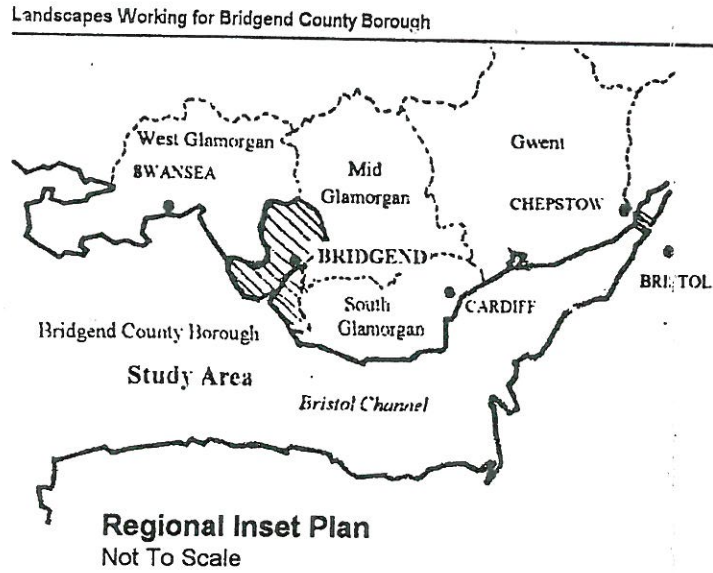 Landscapes Working for Bridgend County Borough
West Glamorgan
SWANSEA
Mid
Glamorgan
Gwent
CHEPSTOW
BRIDGEND
BRISTOL
South
Glamorgan
CARDIFF
Bridgend County Borough
Study Area
Bristol Channel
Regional Inset Plan
Not To Scale